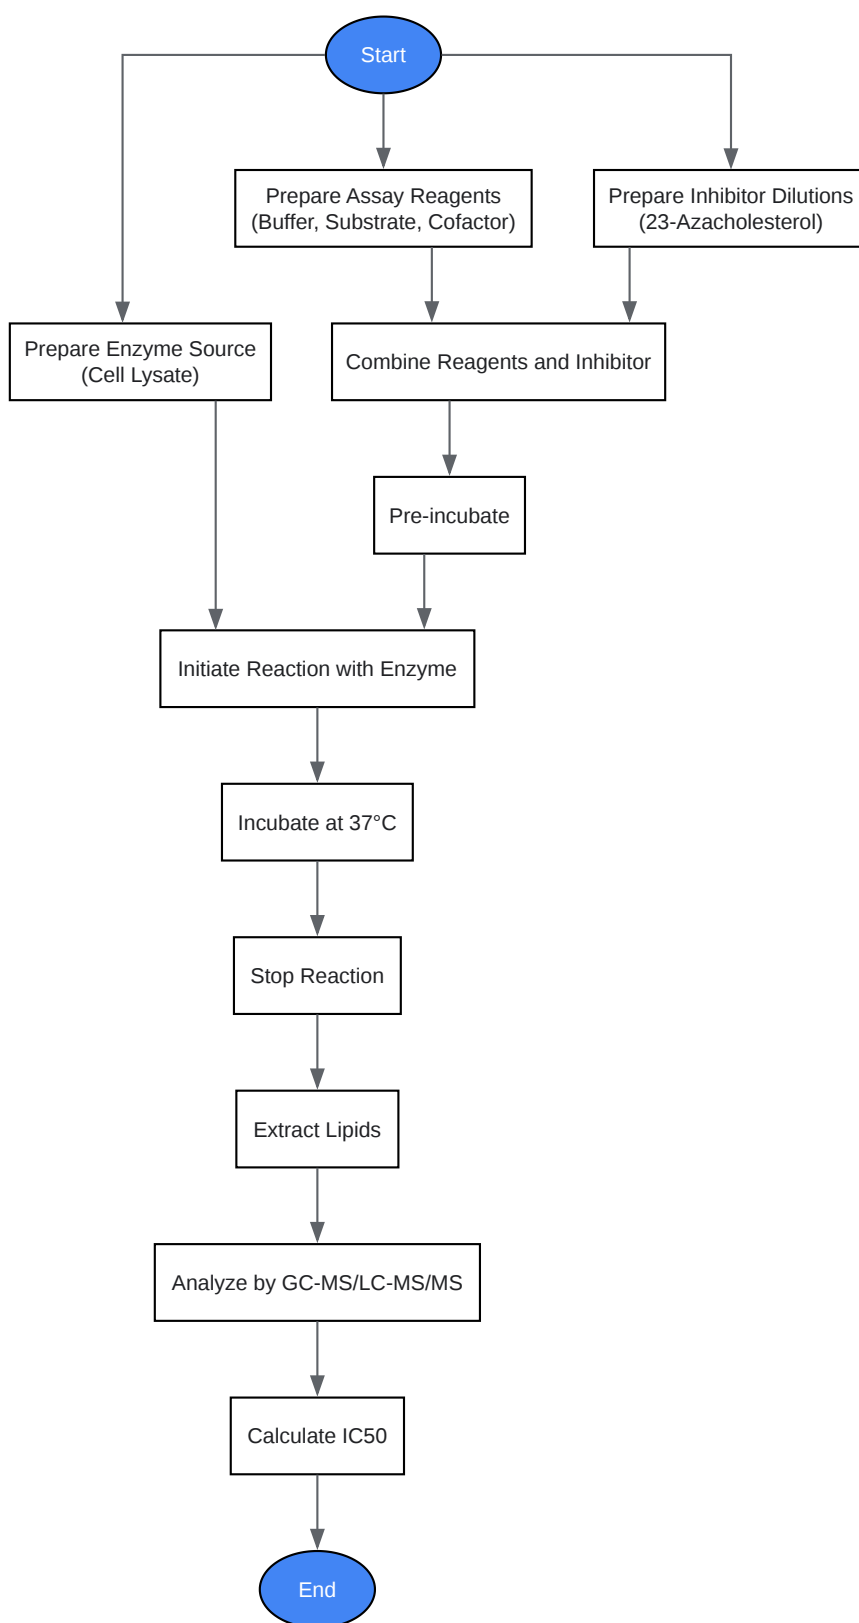 Start
Prepare Assay Reagents
(Buffer, Substrate, Cofactor)
Prepare Inhibitor Dilutions
(23-Azacholesterol)
Prepare Enzyme Source
(Cell Lysate)
Combine Reagents and Inhibitor
Pre-incubate
Initiate Reaction with Enzyme
Incubate at 37°C
Stop Reaction
Extract Lipids
Analyze by GC-MS/LC-MS/MS
Calculate IC50
End